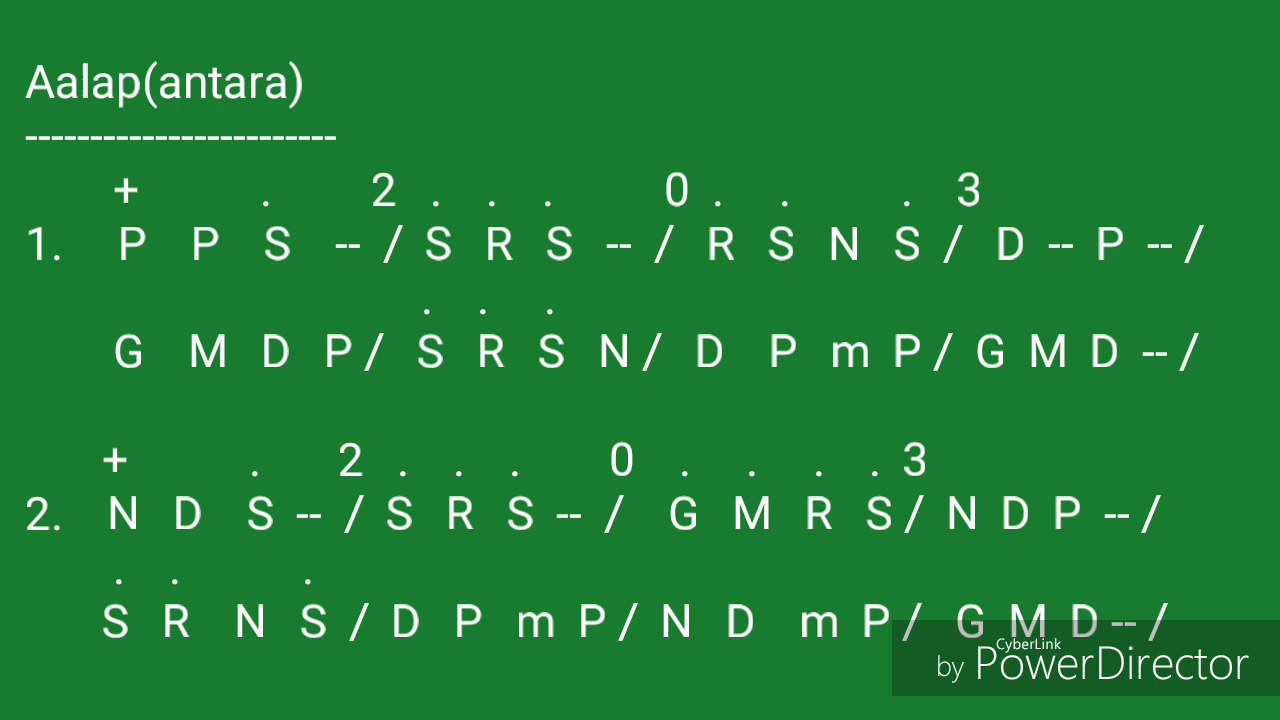 Aalap(antara)
------------------------
+ . 2 . . . 0 . . . 3
1. P P S -- / S R S -- / R S N S / D -- P -- /
. . .
G M D P / S R S N / D P m P / G M D -- /
+ . 2 . . . 0 . . . . 3
2. N D S -- / S R S -- / G M R S / N D P -- /
. . .
S R N S / D P m P / N D m P / G M D -- /
CyberLink
by PowerDirector